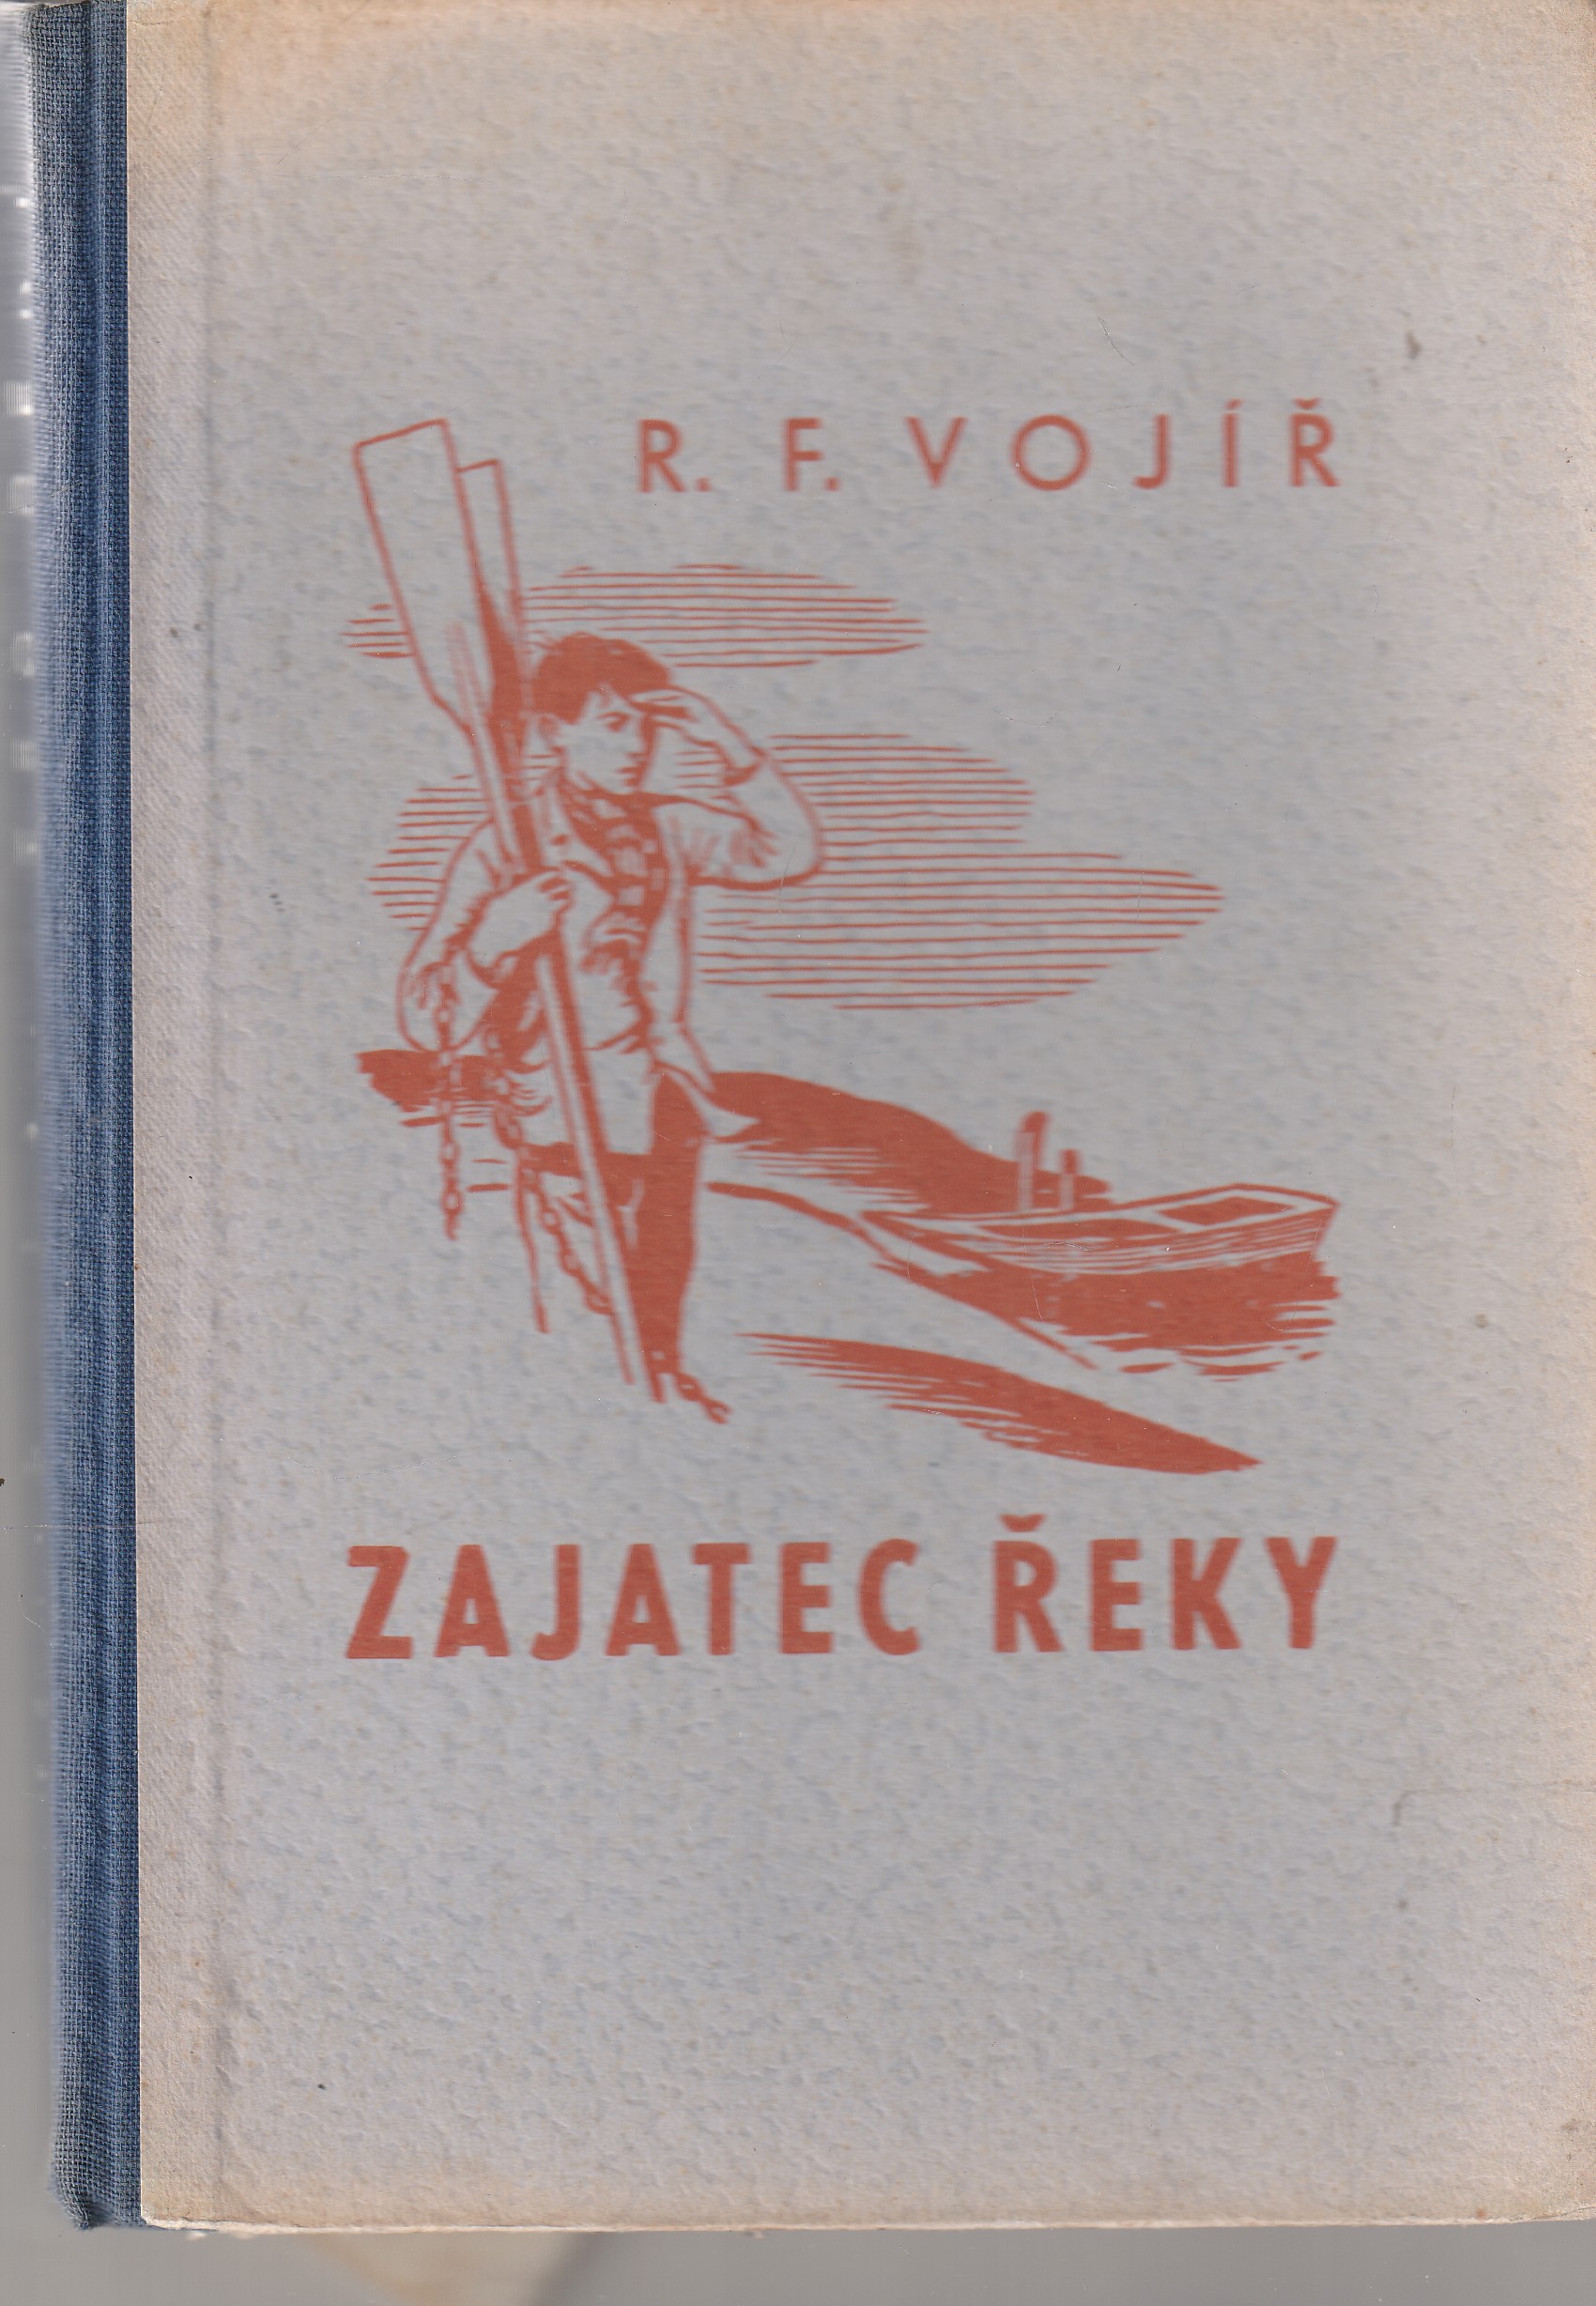 R. F. VOJÍŘ
ZAJATEC ŘEKY